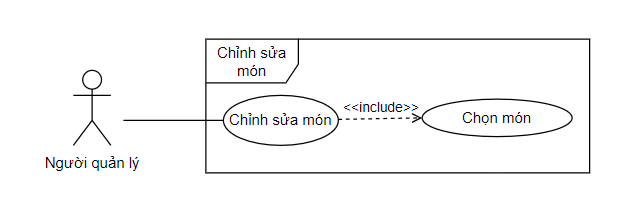 Chỉnh sửa
món
<<include>>
Chỉnh sửa món
Chọn món
Người quản lý